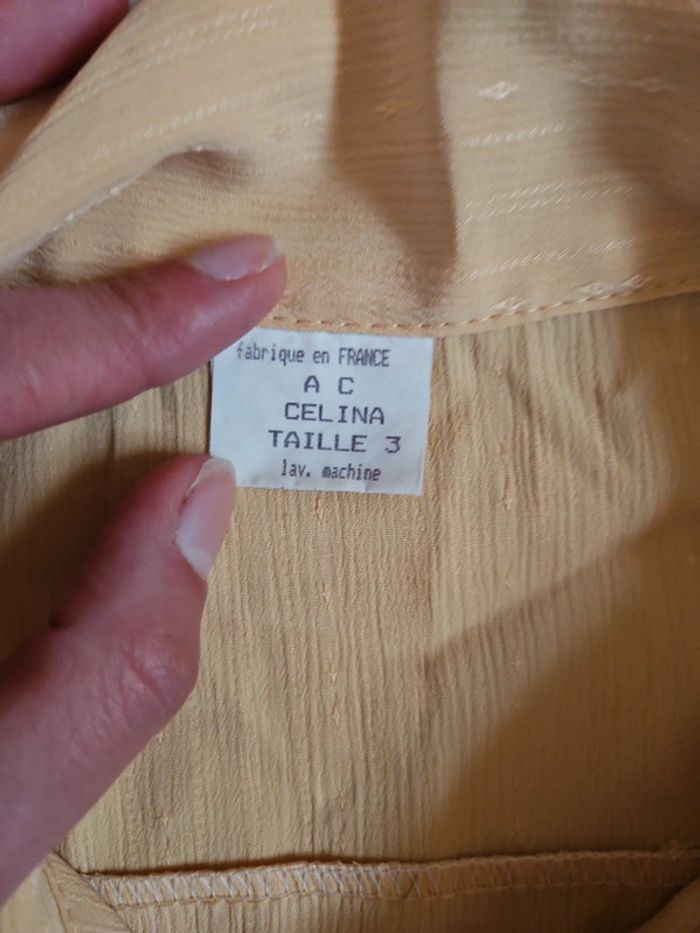 fabrique en FRANCE
A C
CELINA
TAILLE 3
lav. machine